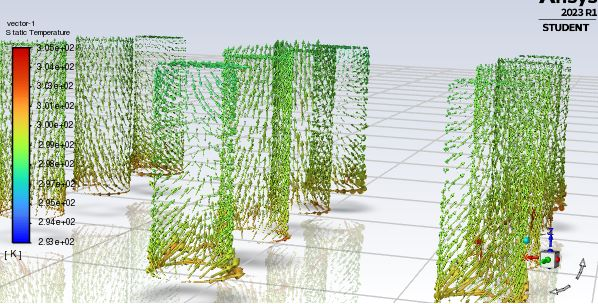 Ansys
2023 R1
STUDENT
vector-1
Static Temperature
3.05e+02
3.04e+02
3.03e+02
3.01e+02
3.00e+02
2.99e+02
2.98e+02
2.97e+02
2.95e+02
2.94e+02
2.93e+02
[ K ]
Z